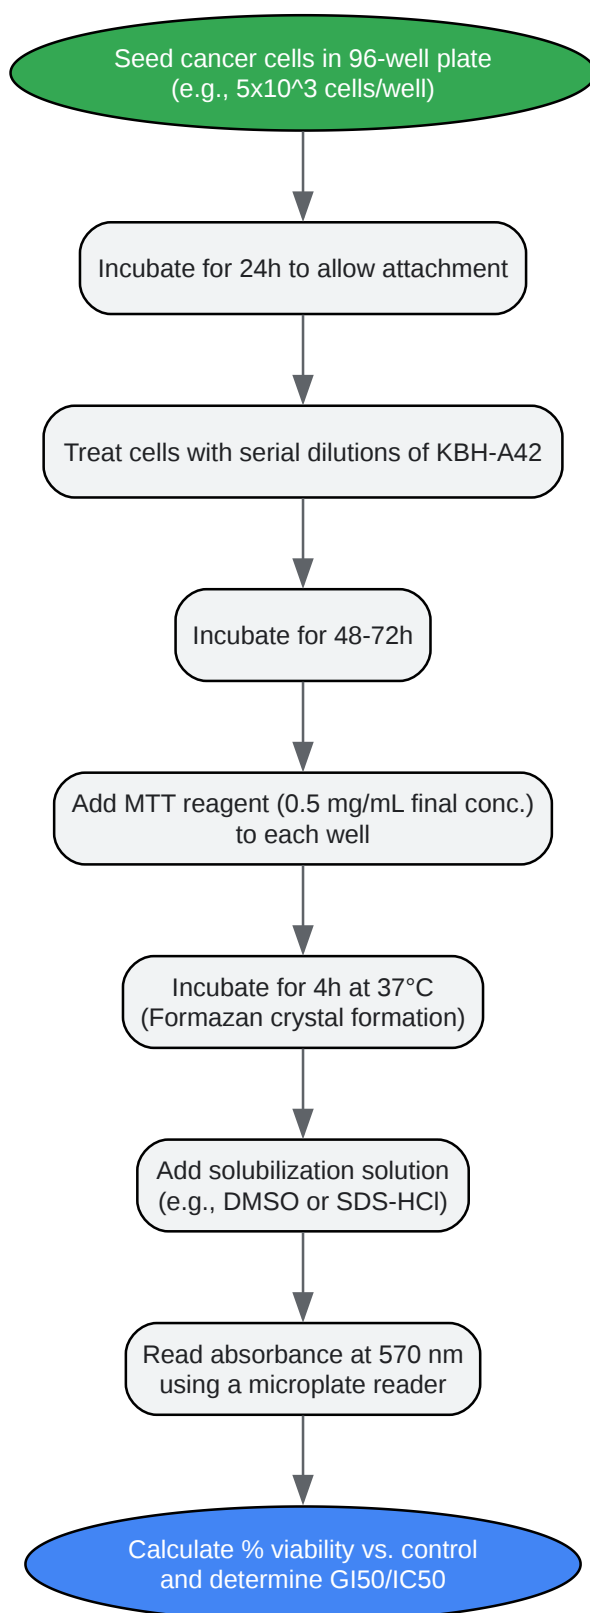 Seed cancer cells in 96-well plate
(e.g., 5x10^3 cells/well)
Incubate for 24h to allow attachment
Treat cells with serial dilutions of KBH-A42
Incubate for 48-72h
Add MTT reagent (0.5 mg/mL final conc.)
to each well
Incubate for 4h at 37°C
(Formazan crystal formation)
Add solubilization solution
(e.g., DMSO or SDS-HCl)
Read absorbance at 570 nm
using a microplate reader
Calculate % viability vs. control
and determine GI50/IC50